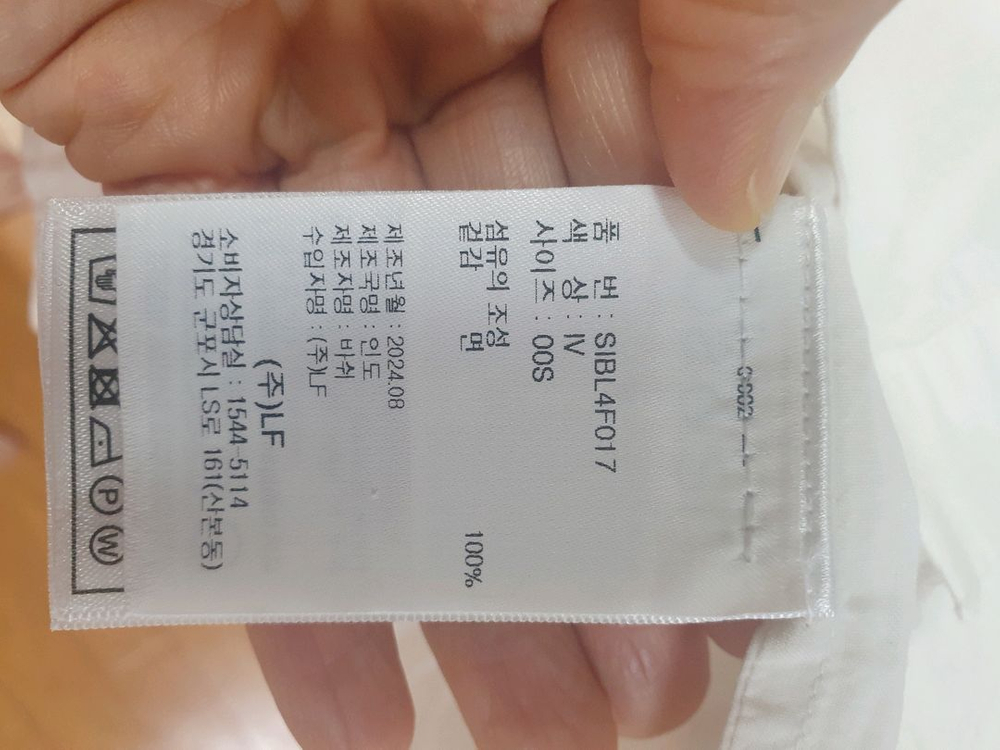 품 번 : SIBL4F017
색 상 : IV
사이즈 : 00S
섬유의 조성
겉감 면 100%
제조년월 : 2024.08
제조국명 : 인도
제조자명 : 바쉬
수입자명 : (주)LF
(주)LF
소비자상담실 : 1544-5114
경기도 군포시 LS로 161(산본동)
P W